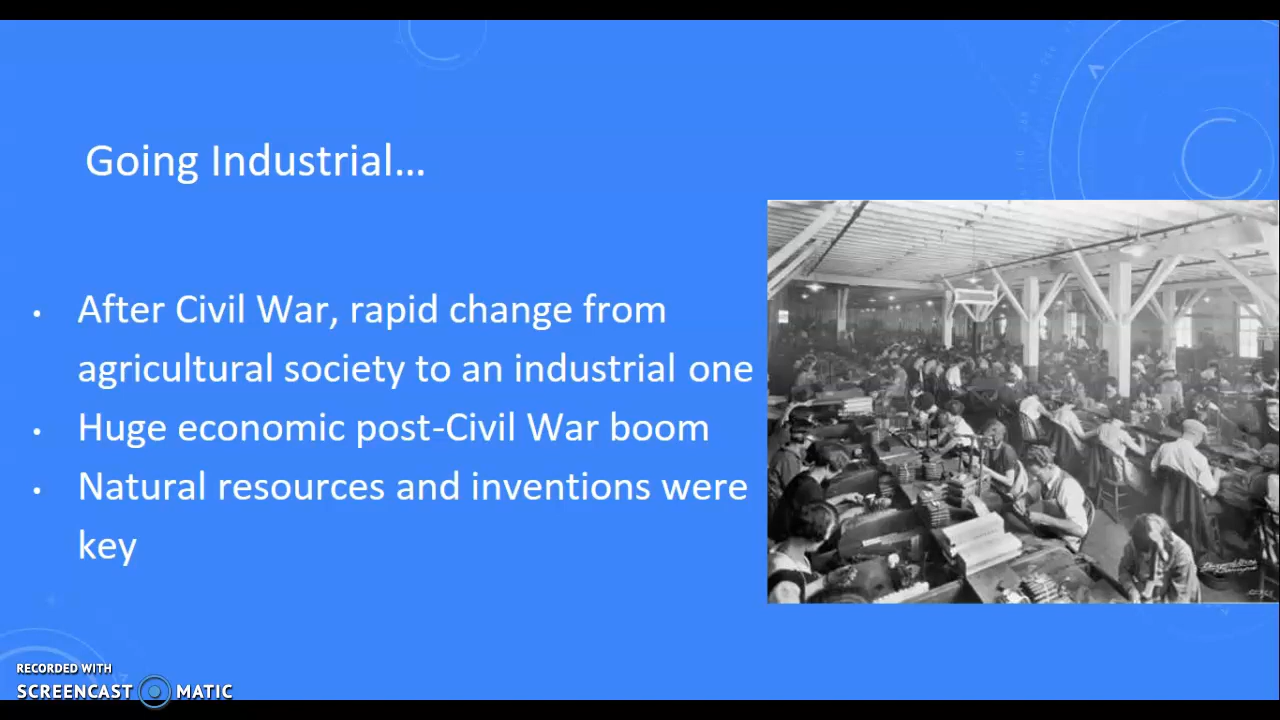 Going Industrial...
• After Civil War, rapid change from
agricultural society to an industrial one
• Huge economic post-Civil War boom
• Natural resources and inventions were
key
RECORDED WITH
SCREENCAST MATIC